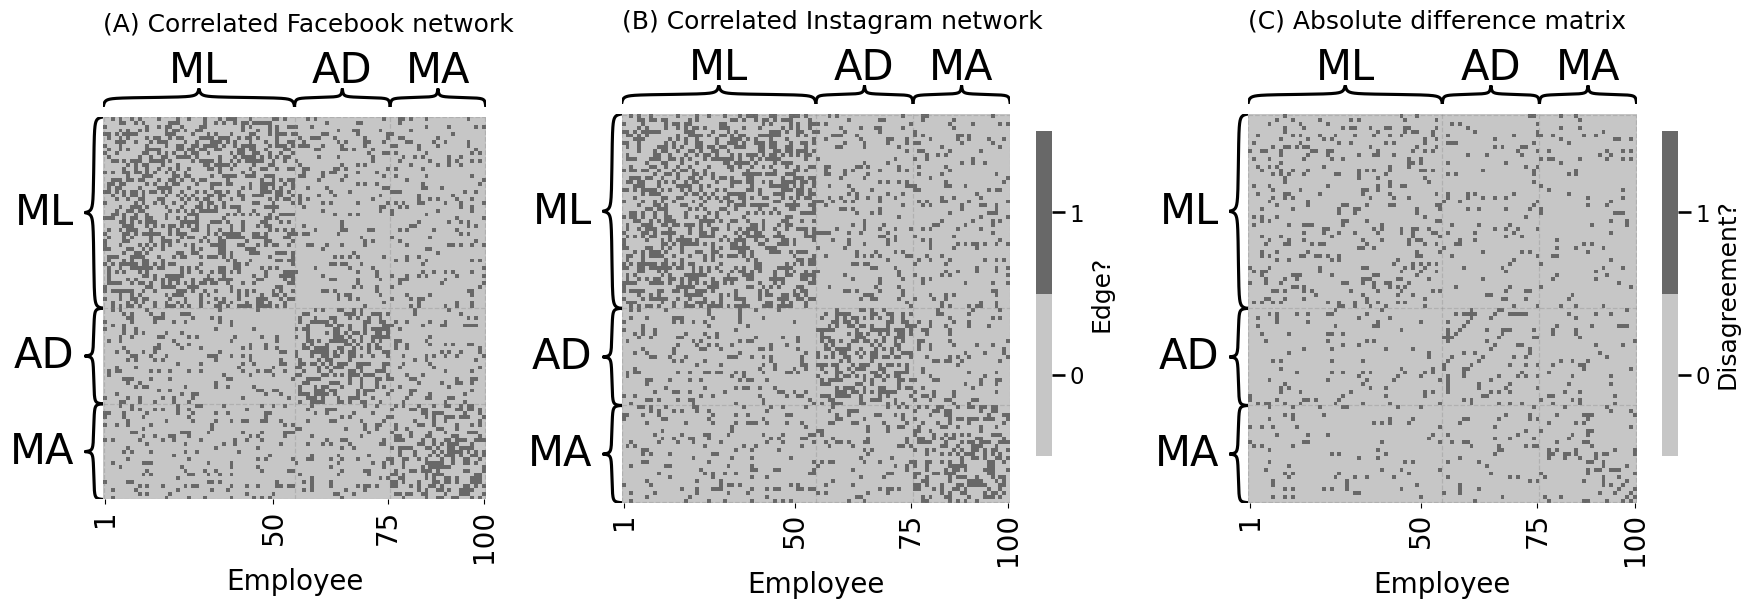 (A) Correlated Facebook network
ML AD MA
ML
AD
MA
1 50 75 100
Employee
(B) Correlated Instagram network
ML AD MA
ML
AD
MA
1 50 75 100
Employee
1
0
Edge?
(C) Absolute difference matrix
ML AD MA
ML
AD
MA
1 50 75 100
Employee
1
0
Disagreement?